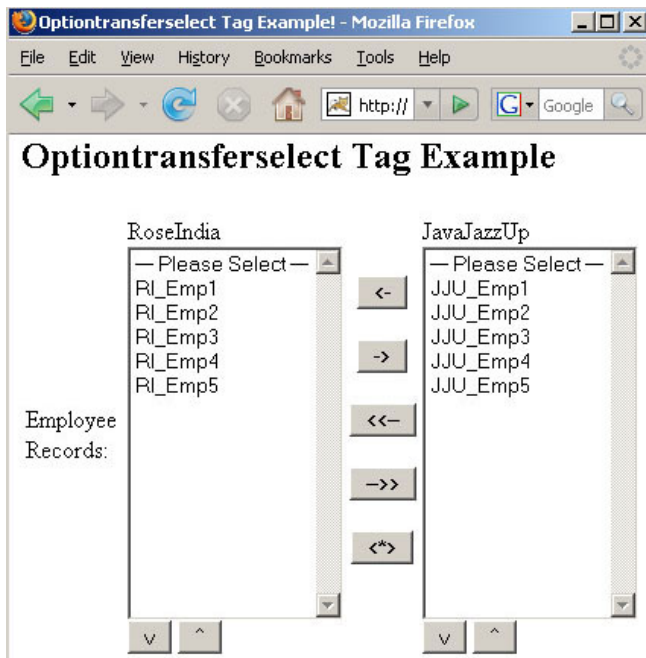 Optiontransferselect Tag Example! - Mozilla Firefox
File Edit View History Bookmarks Tools Help
http:// G Google
Optiontransferselect Tag Example
RoseIndia
— Please Select —
RI_Emp1
RI_Emp2
RI_Emp3
RI_Emp4
RI_Emp5
<-
->
<<—
—>>
<*>
JavaJazzUp
— Please Select —
JJU_Emp1
JJU_Emp2
JJU_Emp3
JJU_Emp4
JJU_Emp5
Employee
Records:
v ^
v ^